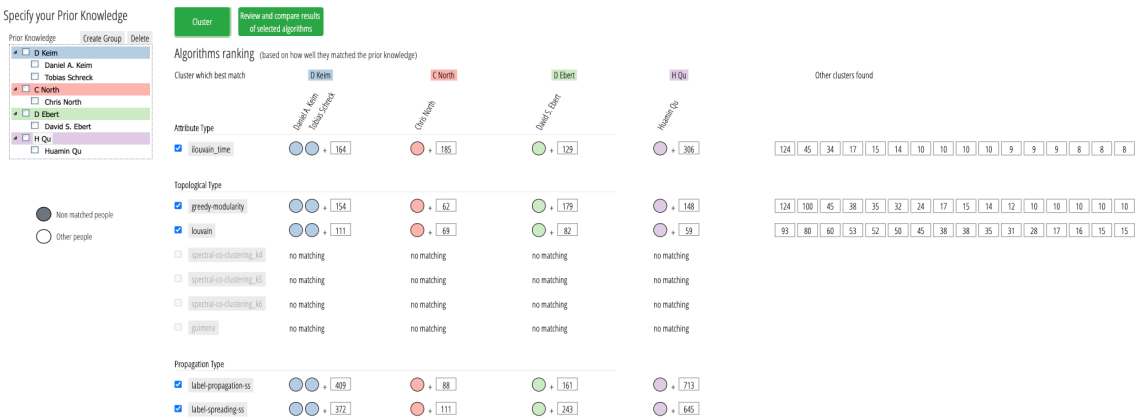 Specify your Prior Knowledge
Prior Knowledge Create Group Delete
D Keim
Daniel A. Keim
Tobias Schreck
C North
Chris North
D Ebert
David S. Ebert
H Qu
Huamin Qu
Non matched people
Other people
Cluster
Review and compare results
of selected algorithms
Algorithms ranking (based on how well they matched the prior knowledge)
Cluster which best match D Keim C North D Ebert H Qu Other clusters found
Attribute Type Daniel A. Keim Tobias Schreck Chris North David S. Ebert Huamin Qu
ilouvain_time + 164 + 185 + 129 + 306 124 45 34 17 15 14 10 10 10 10 9 9 9 8 8 8
Topological Type
greedy-modularity + 154 + 62 + 179 + 148 124 100 45 38 35 32 24 17 15 14 12 10 10 10 10 10
louvain + 111 + 69 + 82 + 59 93 80 60 53 52 50 45 38 38 35 31 28 17 16 15 15
spectral-co-clustering_k4 no matching no matching no matching no matching
spectral-co-clustering_k5 no matching no matching no matching no matching
spectral-co-clustering_k6 no matching no matching no matching no matching
guimera no matching no matching no matching no matching
Propagation Type
label-propagation-ss + 409 + 88 + 161 + 713
label-spreading-ss + 372 + 111 + 243 + 645